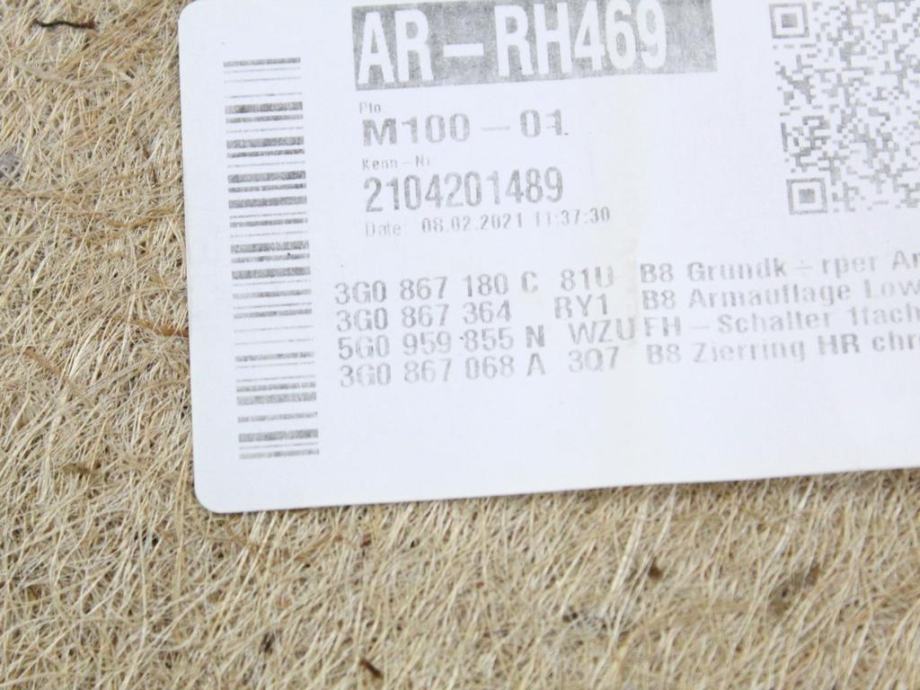 AR-RH469
M100-01
Kenn-Nr
2104201489
Date: 08.02.2021 11:37:30
3G0 867 180 C 81U B8 Grundk-rper
3G0 867 364 RY1 B8 Armauflage Low
5G0 959 855 N WZU FH-Schalter 1fach
3G0 867 068 A 3Q7 B8 Zierring HR chr